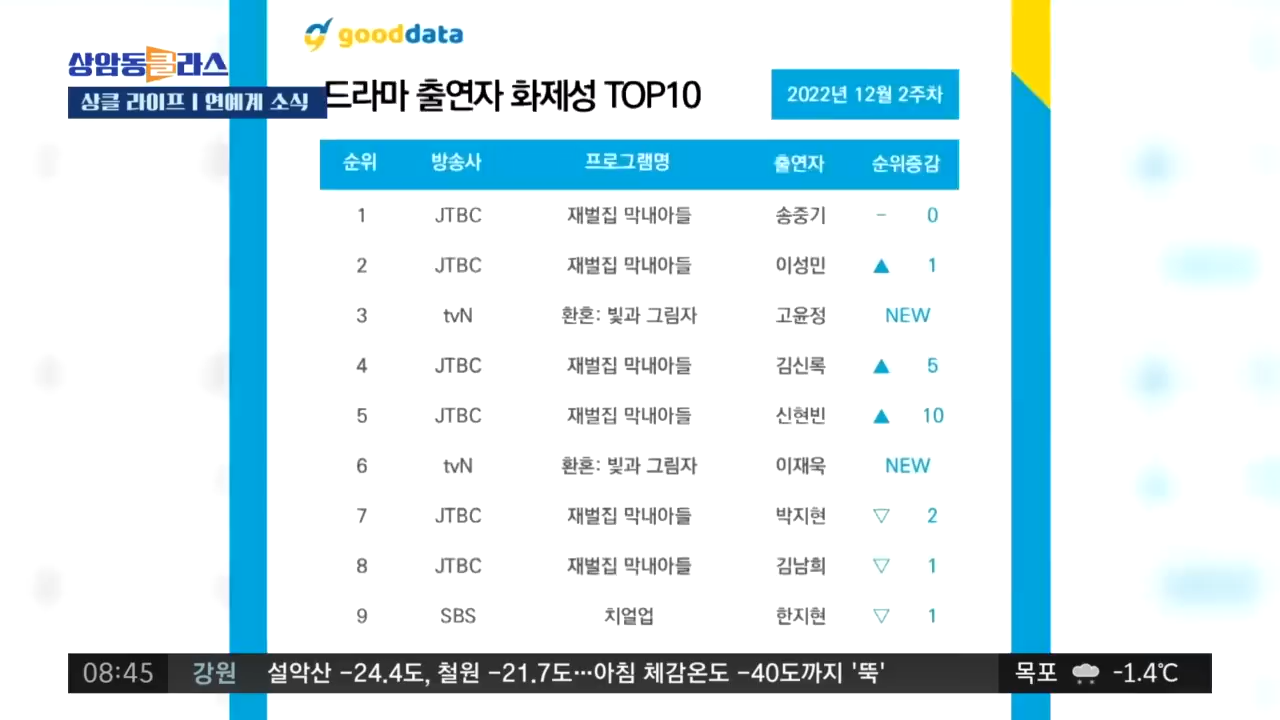 gooddata
상암동클라스
상클 라이프 | 연예계 소식
드라마 출연자 화제성 TOP10
2022년 12월 2주차
순위 방송사 프로그램명 출연자 순위증감
1 JTBC 재벌집 막내아들 송중기 - 0
2 JTBC 재벌집 막내아들 이성민 ▲ 1
3 tvN 환혼: 빛과 그림자 고윤정 NEW
4 JTBC 재벌집 막내아들 김신록 ▲ 5
5 JTBC 재벌집 막내아들 신현빈 ▲ 10
6 tvN 환혼: 빛과 그림자 이재욱 NEW
7 JTBC 재벌집 막내아들 박지현 ▽ 2
8 JTBC 재벌집 막내아들 김남희 ▽ 1
9 SBS 치얼업 한지현 ▽ 1
08:45 강원 설악산 -24.4도, 철원 -21.7도…아침 체감온도 -40도까지 '뚝' 목포 -1.4℃